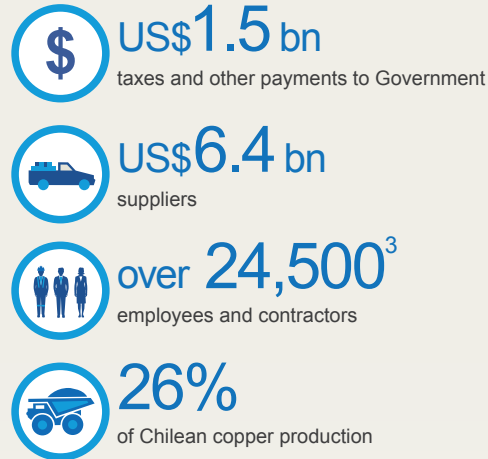 $
US$1.5 bn
taxes and other payments to Government
US$6.4 bn
suppliers
over 24,500³
employees and contractors
26%
of Chilean copper production